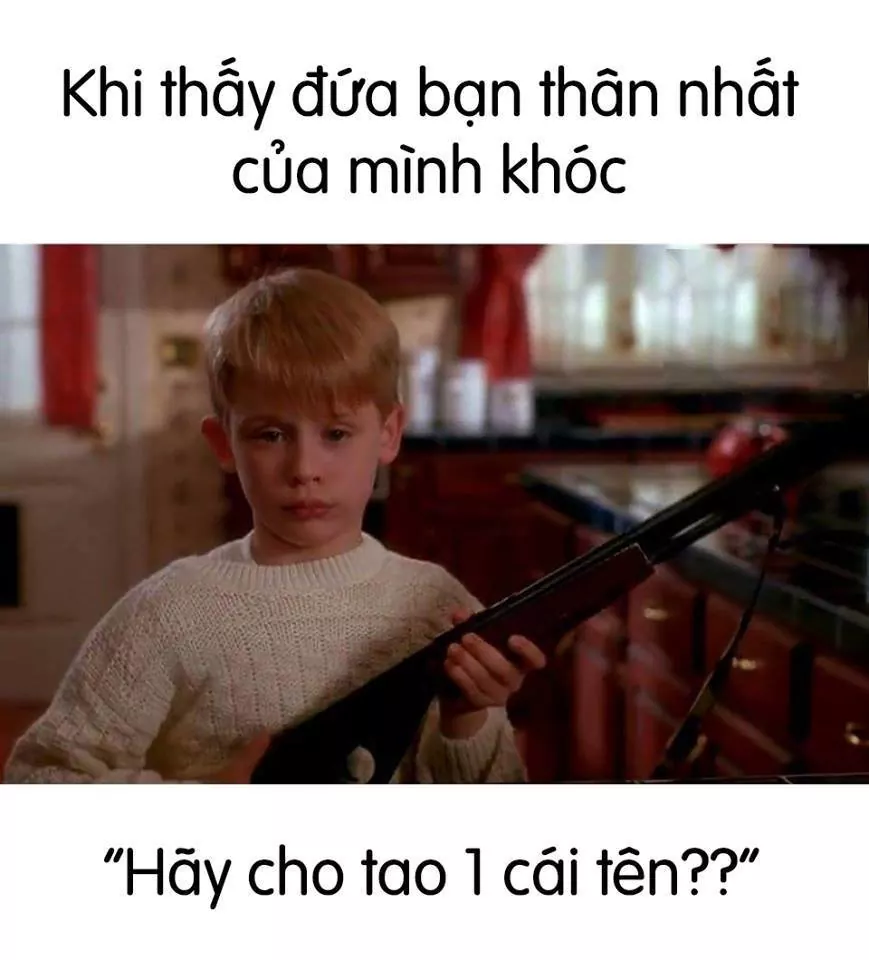 Khi thấy đứa bạn thân nhất
của mình khóc
"Hãy cho tao 1 cái tên??"